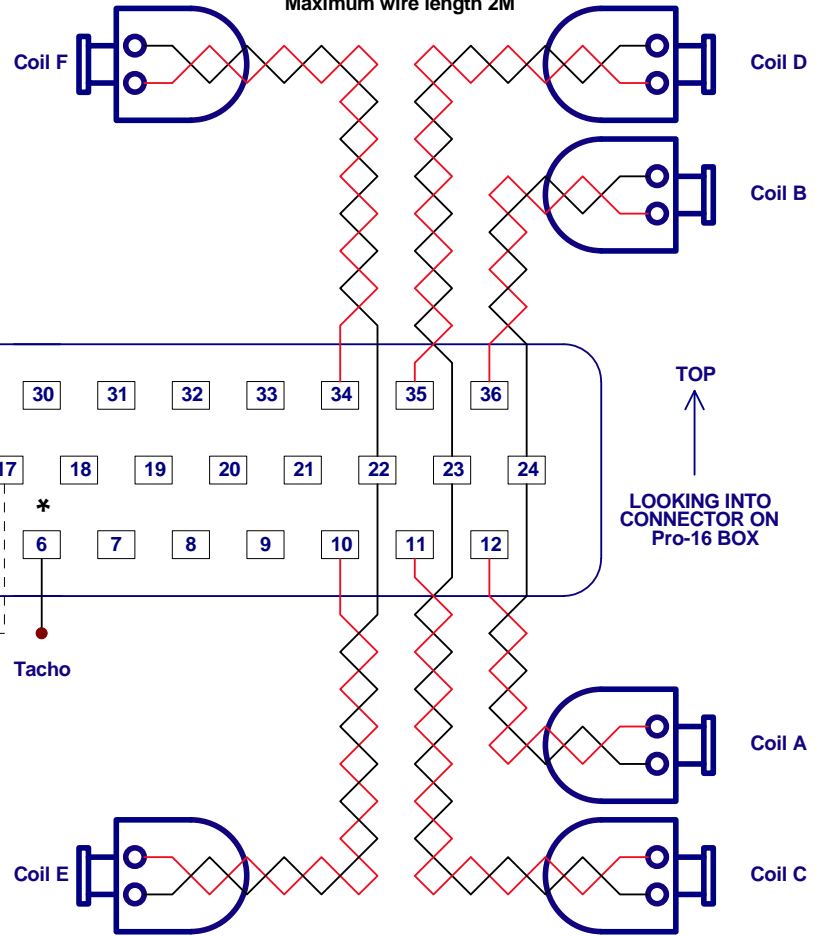 Maximum wire length 2M
Coil F
Coil D
Coil B
TOP
30 31 32 33 34 35 36
17 18 19 20 21 22 23 24
LOOKING INTO
CONNECTOR ON
Pro-16 BOX
*
6 7 8 9 10 11 12
Tacho
Coil A
Coil E
Coil C